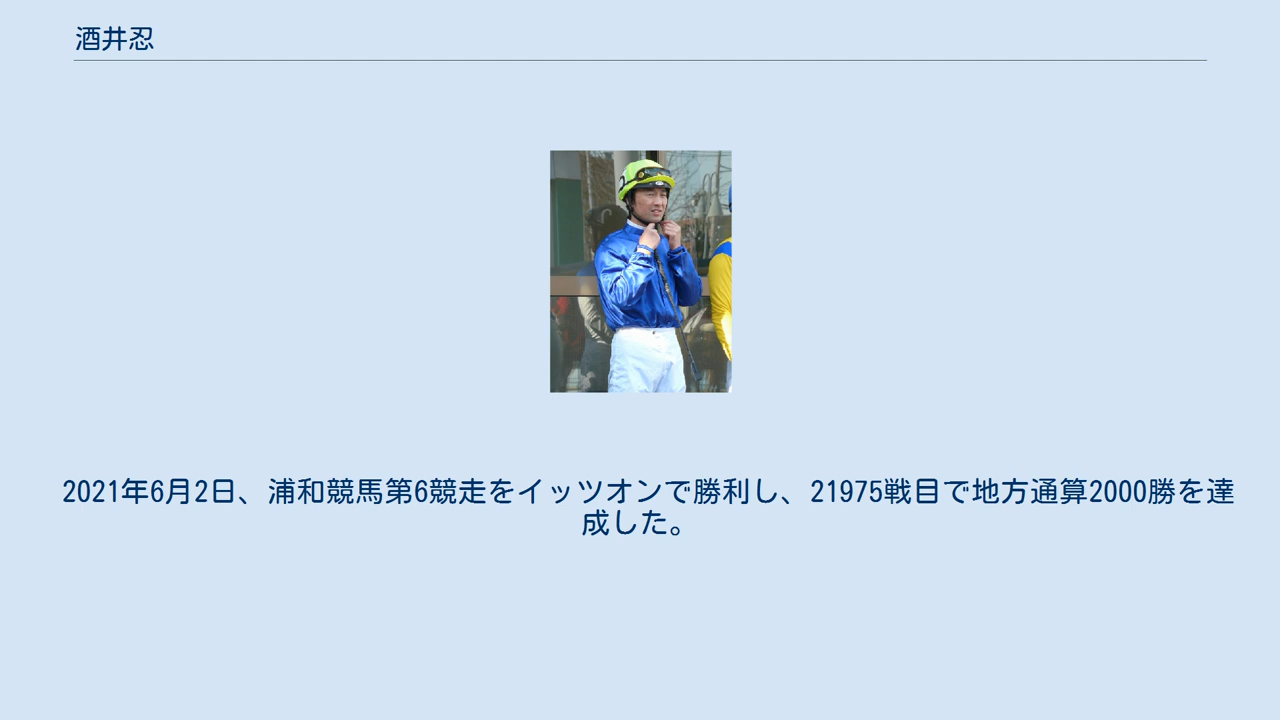 酒井忍
2021年6月2日、浦和競馬第6競走をイッツオンで勝利し、21975戦目で地方通算2000勝を達
成した。